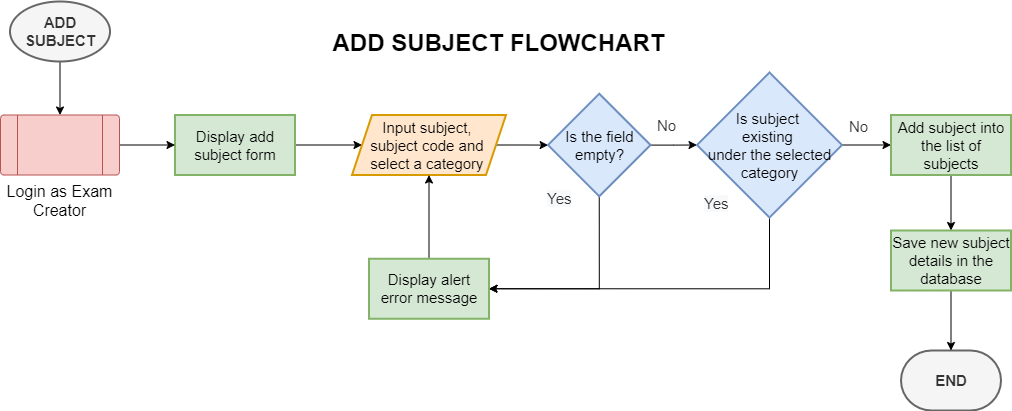 ADD
SUBJECT
ADD SUBJECT FLOWCHART
Login as Exam
Creator
Display add
subject form
Input subject,
subject code and
select a category
Is the field
empty?
No
Yes
Is subject
existing
under the selected
category
No
Yes
Add subject into
the list of
subjects
Display alert
error message
Save new subject
details in the
database
END